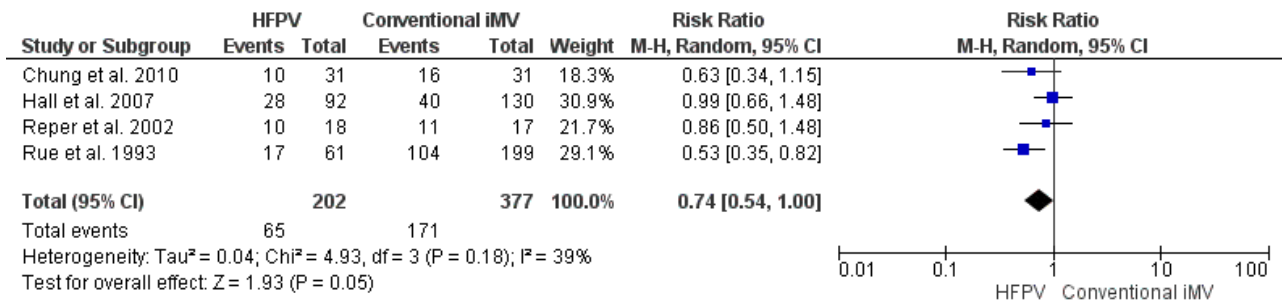 HFPV Conventional iMV Risk Ratio Risk Ratio
Study or Subgroup Events Total Events Total Weight M-H, Random, 95% CI M-H, Random, 95% CI
Chung et al. 2010 10 31 16 31 18.3% 0.63 [0.34, 1.15]
Hall et al. 2007 28 92 40 130 30.9% 0.99 [0.66, 1.48]
Reper et al. 2002 10 18 11 17 21.7% 0.86 [0.50, 1.48]
Rue et al. 1993 17 61 104 199 29.1% 0.53 [0.35, 0.82]
Total (95% CI) 202 377 100.0% 0.74 [0.54, 1.00]
Total events 65 171
Heterogeneity: Tau² = 0.04; Chi² = 4.93, df = 3 (P = 0.18); I² = 39%
Test for overall effect: Z = 1.93 (P = 0.05)
0.01 0.1 1 10 100
HFPV Conventional iMV